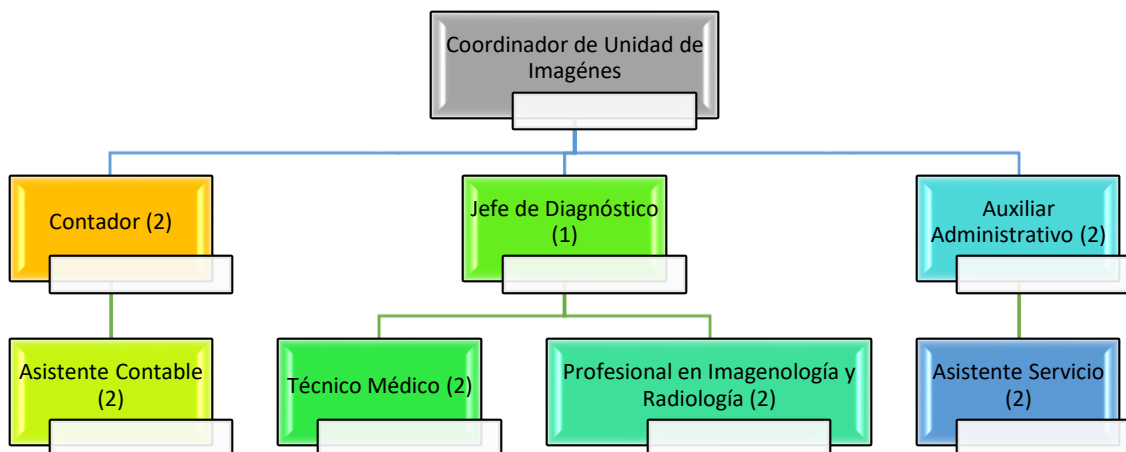 Coordinador de Unidad de
Imagénes
Contador (2)
Jefe de Diagnóstico
(1)
Auxiliar
Administrativo (2)
Asistente Contable
(2)
Técnico Médico (2)
Profesional en Imagenología y
Radiología (2)
Asistente Servicio
(2)